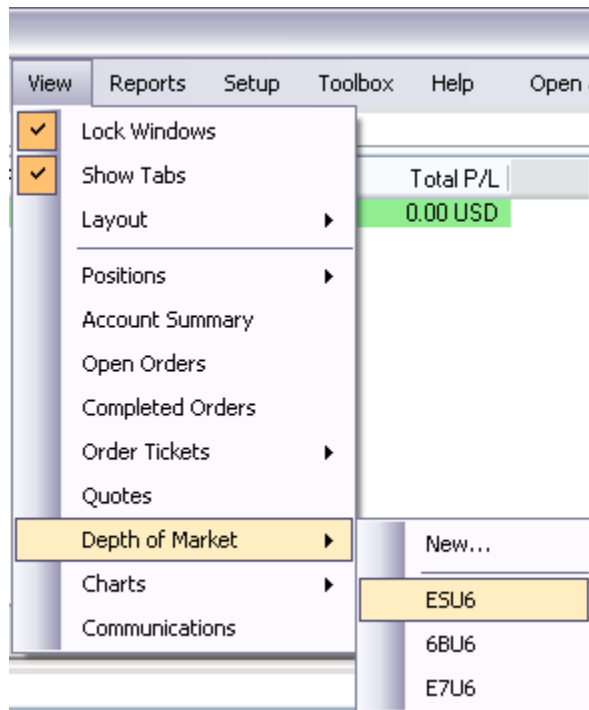 View Reports Setup Toolbox Help Open
Lock Windows
Show Tabs Total P/L
Layout 0.00 USD
Positions
Account Summary
Open Orders
Completed Orders
Order Tickets
Quotes
Depth of Market New...
Charts ESU6
Communications 6BU6
E7U6